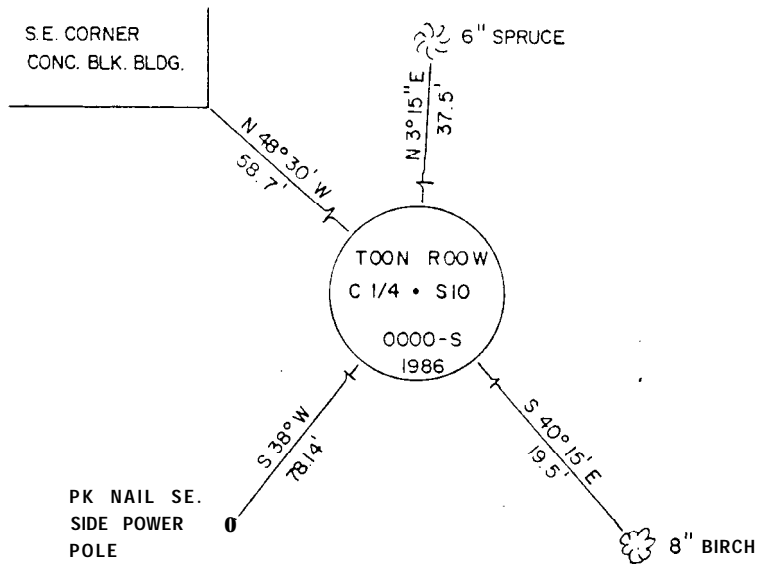 S.E. CORNER
CONC. BLK. BLDG.
6" SPRUCE
N 3° 15" E
37.5'
N 48° 30' W
58.7'
TOON ROOW
C 1/4 • S10
0000-S
1986
S 38° W
78.14'
S 40° 15' E
19.5'
PK NAIL SE.
SIDE POWER
POLE
8" BIRCH